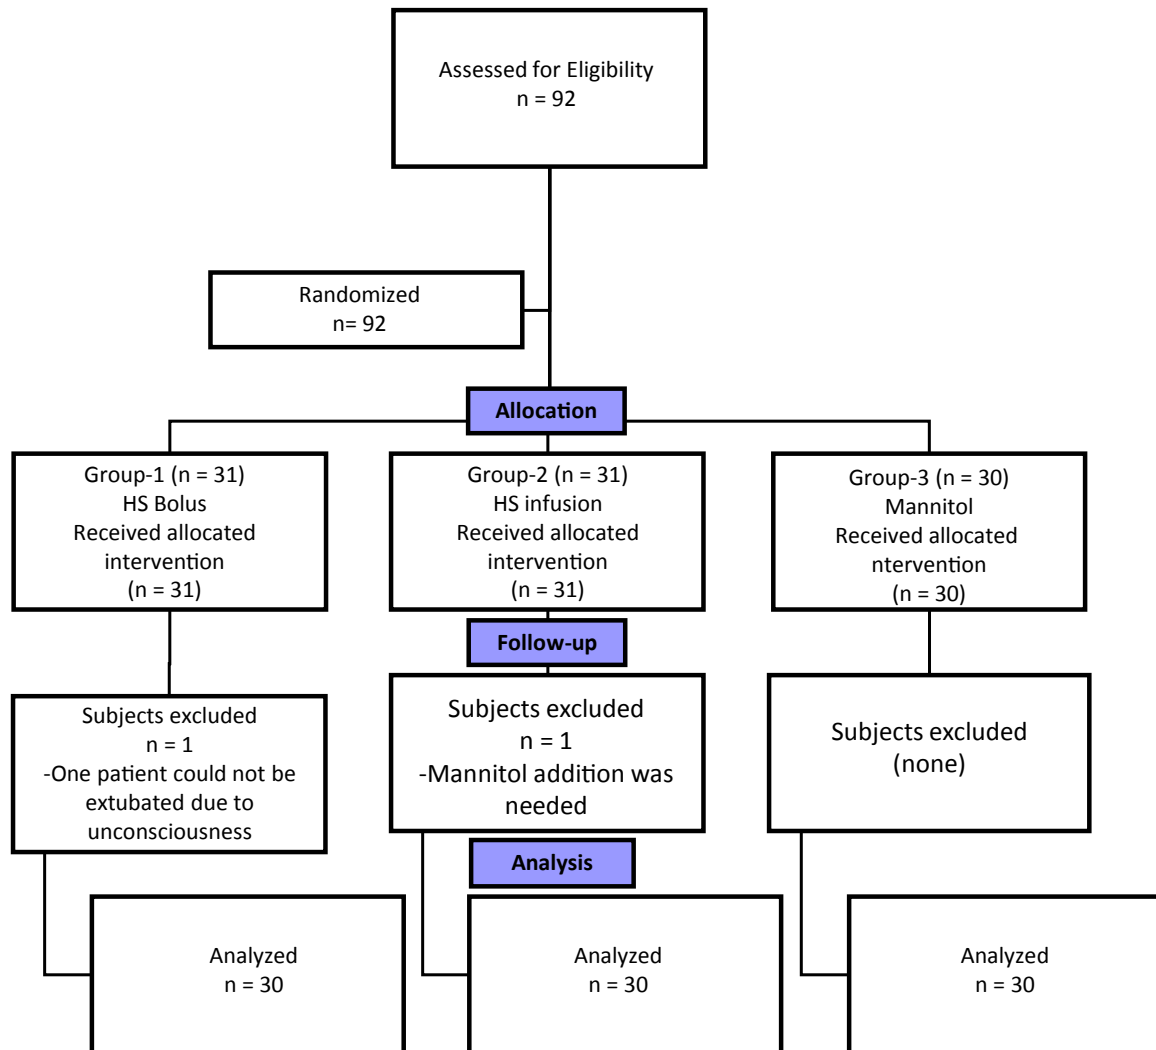 Assessed for Eligibility
n = 92
Randomized
n= 92
Allocation
Group-1 (n = 31)
HS Bolus
Received allocated
intervention
(n = 31)
Group-2 (n = 31)
HS infusion
Received allocated
intervention
(n = 31)
Group-3 (n = 30)
Mannitol
Received allocated
ntervention
(n = 30)
Follow-up
Subjects excluded
n = 1
-One patient could not be
extubated due to
unconsciousness
Subjects excluded
n = 1
-Mannitol addition was
needed
Subjects excluded
(none)
Analysis
Analyzed
n = 30
Analyzed
n = 30
Analyzed
n = 30